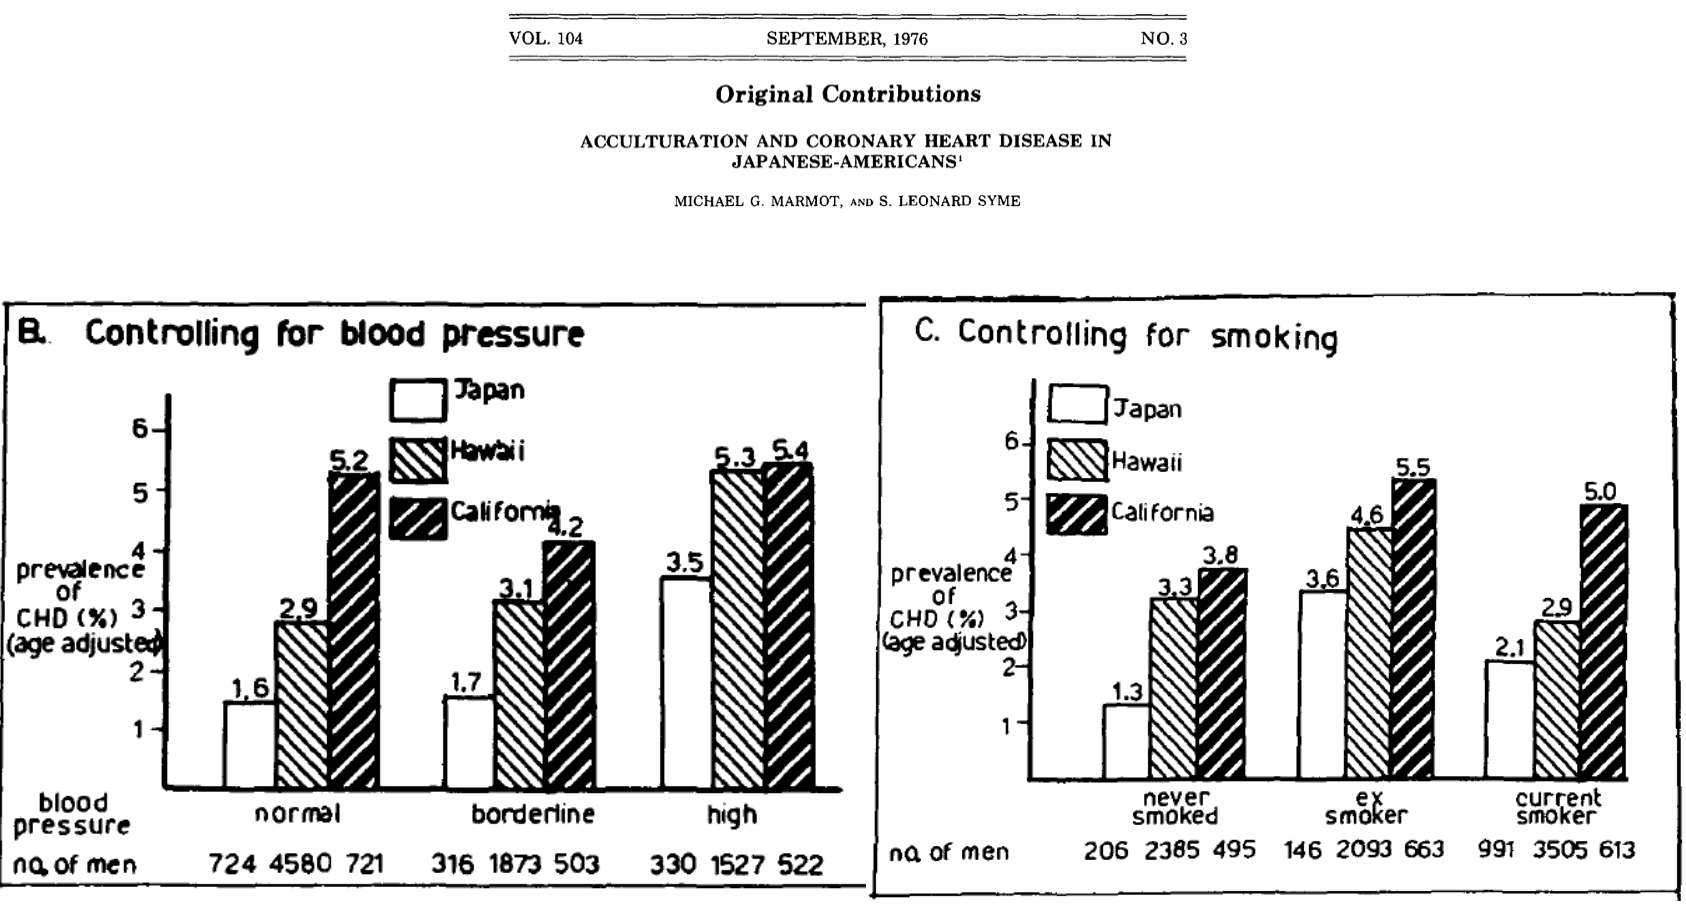 VOL. 104 SEPTEMBER, 1976 NO. 3
Original Contributions
ACCULTURATION AND CORONARY HEART DISEASE IN
JAPANESE-AMERICANS¹
MICHAEL G. MARMOT, AND S. LEONARD SYME
B. Controlling for blood pressure
Japan
Hawaii
California
6
5
4
3
2
1
prevalence
of
CHD (%)
(age adjusted)
1.6 2.9 5.2
1.7 3.1 4.2
3.5 5.3 5.4
blood
pressure
normal borderline high
no. of men 724 4580 721 316 1873 503 330 1527 522
C. Controlling for smoking
Japan
Hawaii
California
6
5
4
3
2
1
prevalence
of
CHD (%)
(age adjusted)
1.3 3.3 3.8
3.6 4.6 5.5
2.1 2.9 5.0
never
smoked
ex
smoker
current
smoker
no. of men 206 2385 495 146 2093 663 991 3505 613